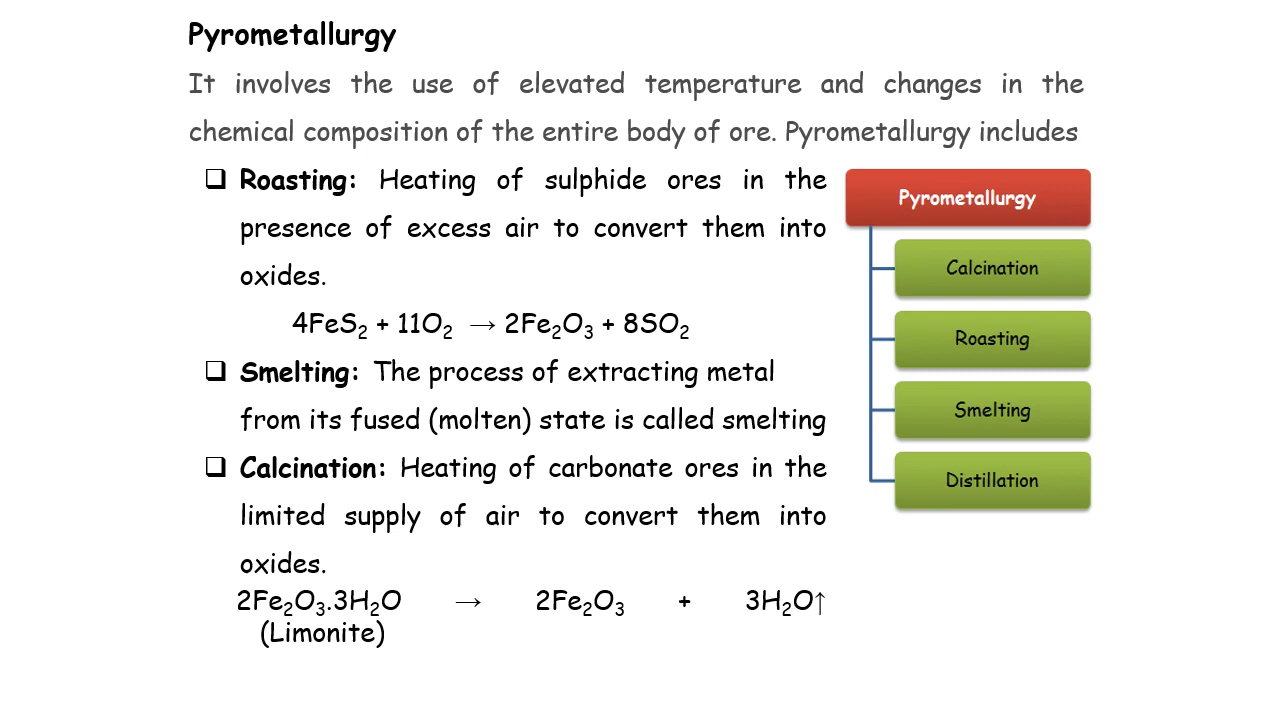 Pyrometallurgy
It involves the use of elevated temperature and changes in the
chemical composition of the entire body of ore. Pyrometallurgy includes
❑ Roasting: Heating of sulphide ores in the
presence of excess air to convert them into
oxides.
4FeS₂ + 11O₂ → 2Fe₂O₃ + 8SO₂
❑ Smelting: The process of extracting metal
from its fused (molten) state is called smelting
❑ Calcination: Heating of carbonate ores in the
limited supply of air to convert them into
oxides.
2Fe₂O₃.3H₂O → 2Fe₂O₃ + 3H₂O↑
(Limonite)
Pyrometallurgy
Calcination
Roasting
Smelting
Distillation